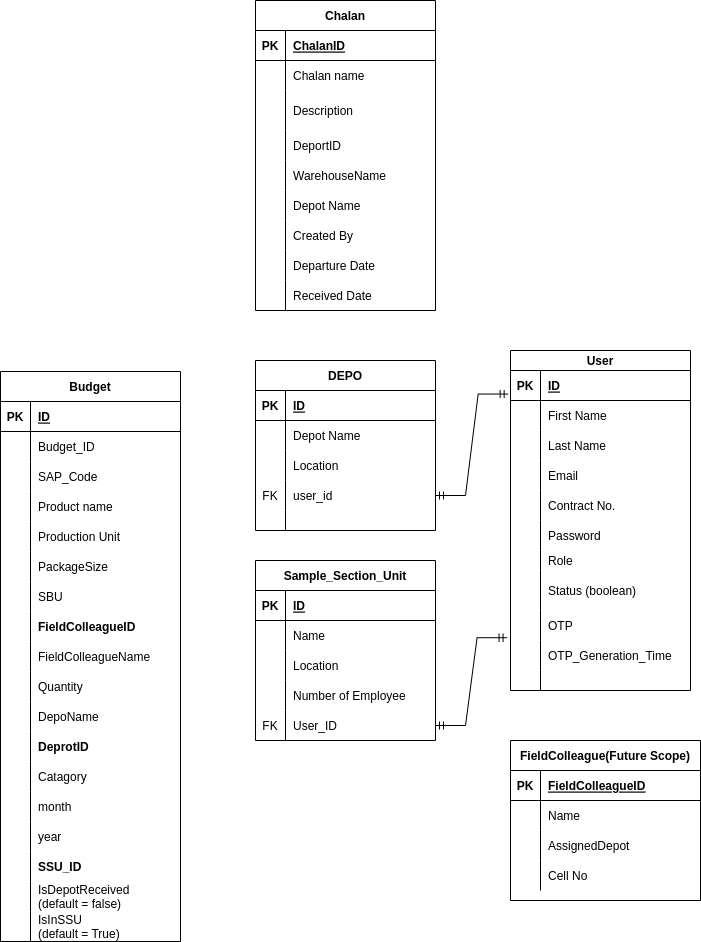 Chalan
PK ChalanID
Chalan name
Description
DeportID
WarehouseName
Depot Name
Created By
Departure Date
Received Date
Budget
PK ID
Budget_ID
SAP_Code
Product name
Production Unit
PackageSize
SBU
FieldColleagueID
FieldColleagueName
Quantity
DepoName
DeprotID
Catagory
month
year
SSU_ID
IsDepotReceived
(default = false)
IsInSSU
(default = True)
DEPO
PK ID
Depot Name
Location
FK user_id
Sample_Section_Unit
PK ID
Name
Location
Number of Employee
FK User_ID
User
PK ID
First Name
Last Name
Email
Contract No.
Password
Role
Status (boolean)
OTP
OTP_Generation_Time
FieldColleague(Future Scope)
PK FieldColleagueID
Name
AssignedDepot
Cell No